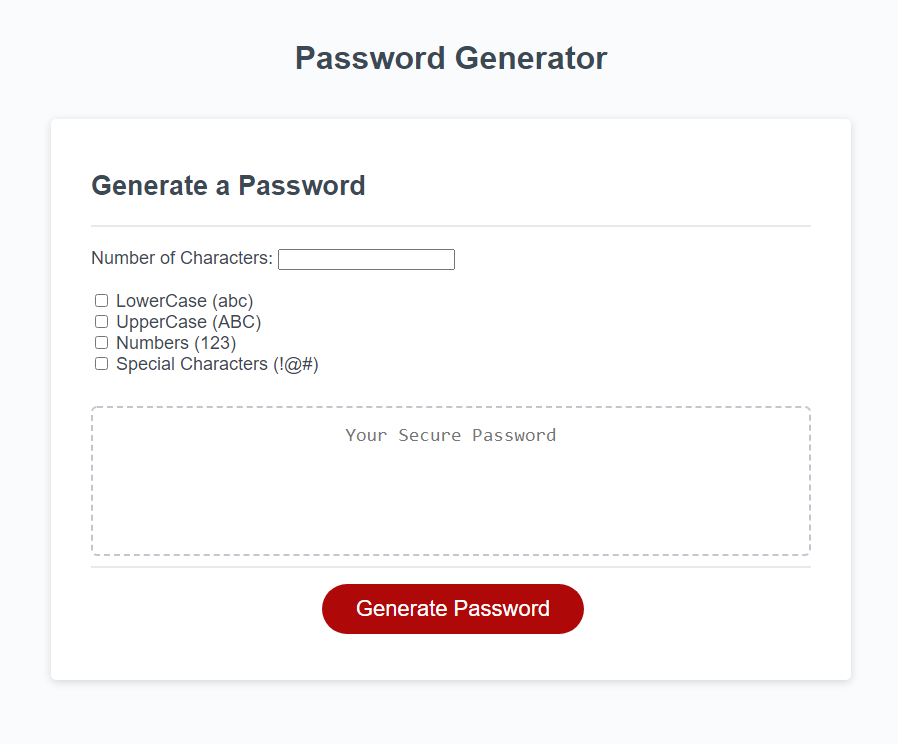 Password Generator
Generate a Password
Number of Characters:
LowerCase (abc)
UpperCase (ABC)
Numbers (123)
Special Characters (!@#)
Your Secure Password
Generate Password